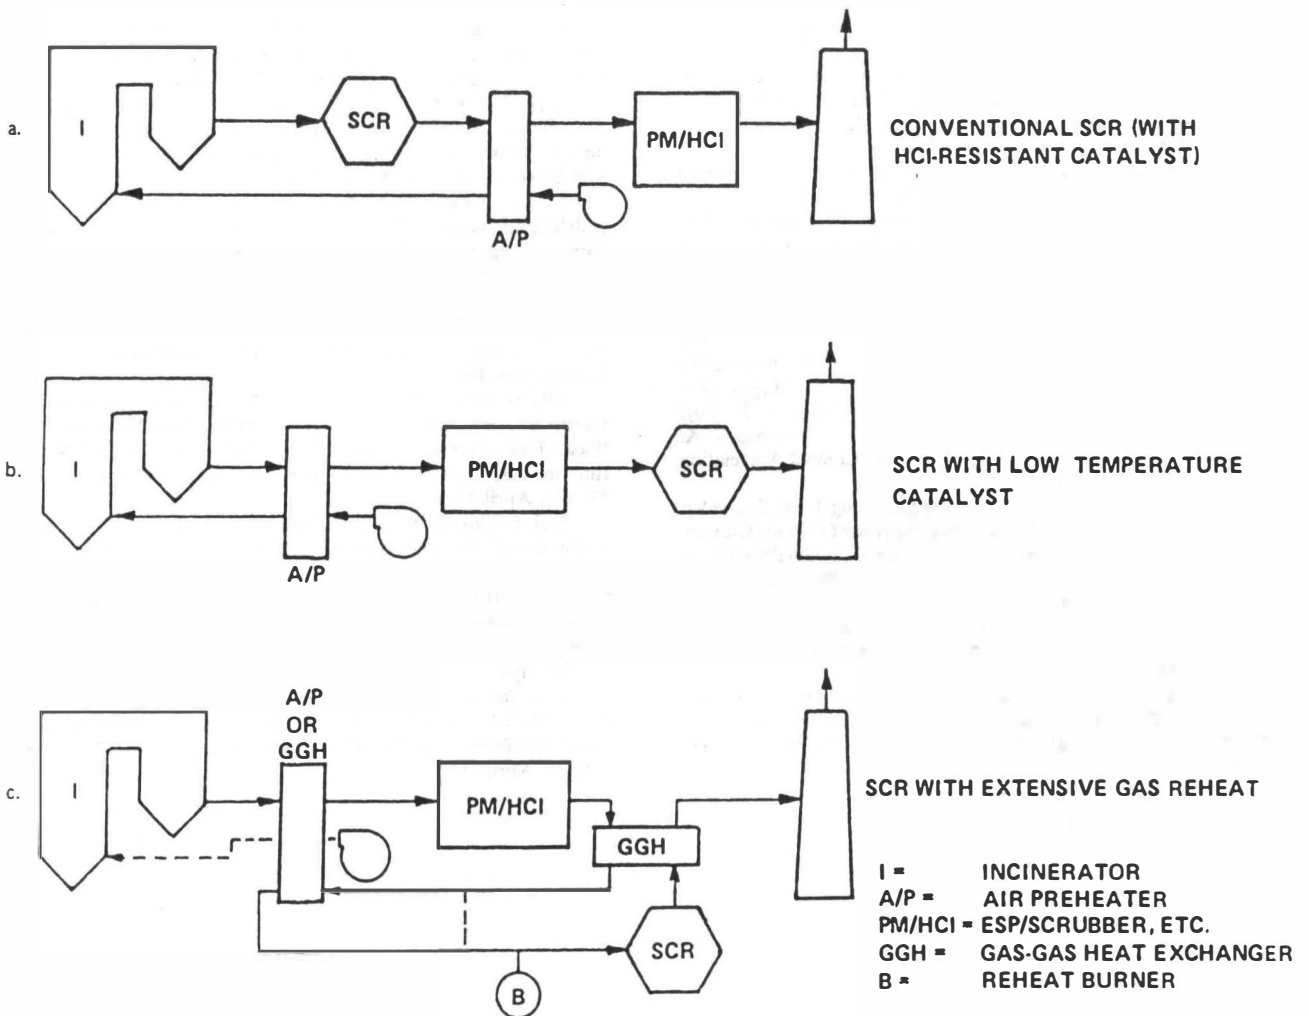 a.
I
SCR
A/P
PM/HCl
CONVENTIONAL SCR (WITH
HCl-RESISTANT CATALYST)
b.
I
A/P
PM/HCl
SCR
SCR WITH LOW TEMPERATURE
CATALYST
c.
I
A/P
OR
GGH
PM/HCl
GGH
SCR
B
SCR WITH EXTENSIVE GAS REHEAT
I = INCINERATOR
A/P = AIR PREHEATER
PM/HCl = ESP/SCRUBBER, ETC.
GGH = GAS-GAS HEAT EXCHANGER
B = REHEAT BURNER